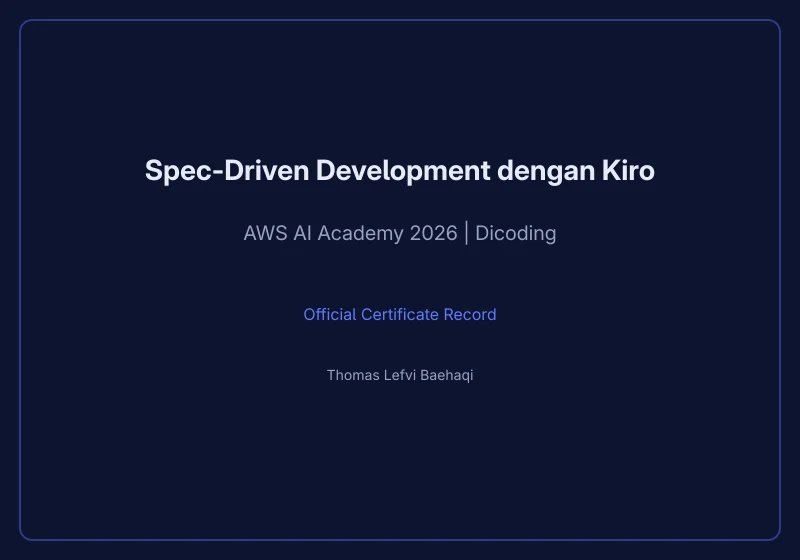 Spec-Driven Development dengan Kiro
AWS AI Academy 2026 | Dicoding
Official Certificate Record
Thomas Lefvi Baehaqi